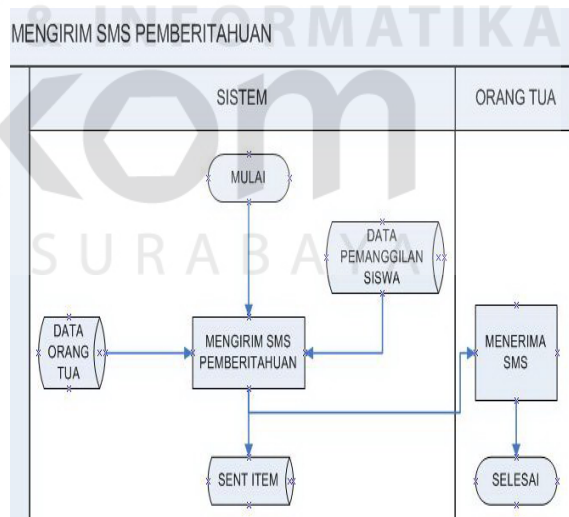 & INFORMATIKA
MENGIRIM SMS PEMBERITAHUAN
SISTEM
ORANG TUA
kom
MULAI
SURABAYA
DATA
PEMANGGILAN
SISWA
DATA
ORANG
TUA
MENGIRIM SMS
PEMBERITAHUAN
MENERIMA
SMS
SENT ITEM
SELESAI